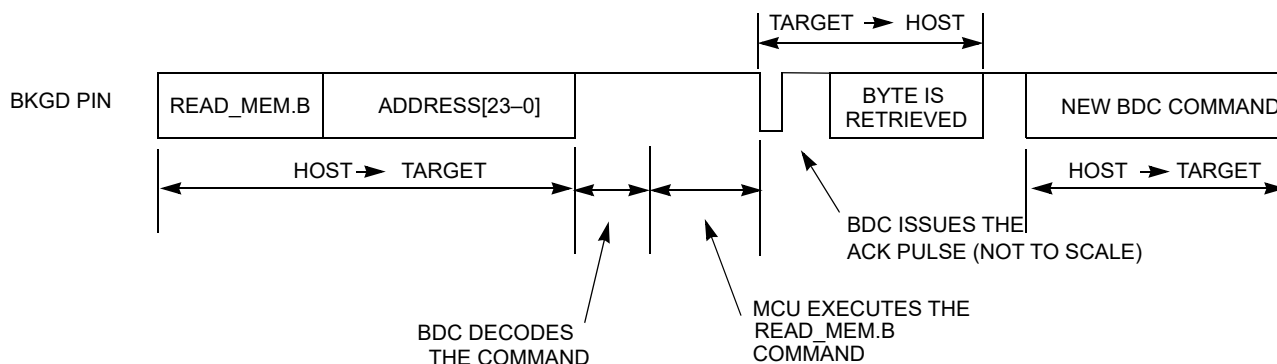 TARGET → HOST
BKGD PIN
READ_MEM.B
ADDRESS[23–0]
BYTE IS
RETRIEVED
NEW BDC COMMAND
HOST → TARGET
HOST → TARGET
BDC ISSUES THE
ACK PULSE (NOT TO SCALE)
BDC DECODES
THE COMMAND
MCU EXECUTES THE
READ_MEM.B
COMMAND